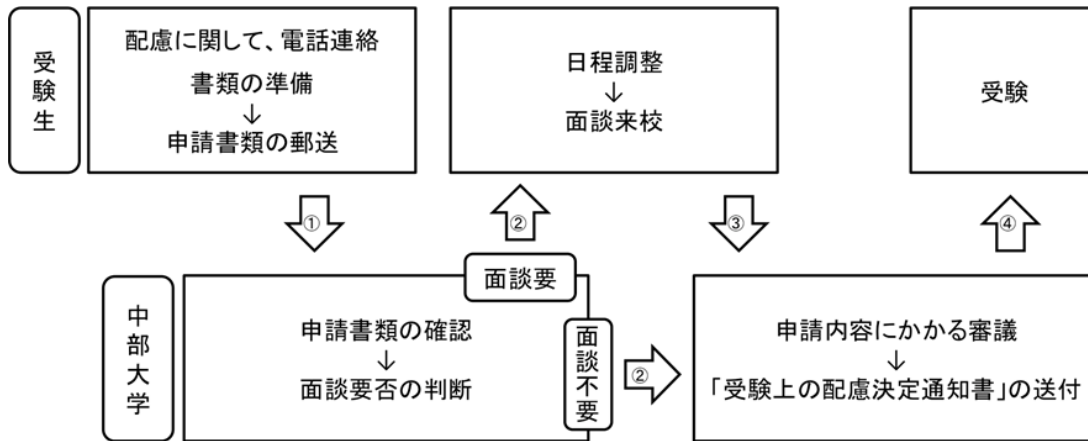 受験生
配慮に関して、電話連絡
書類の準備
↓
申請書類の郵送
日程調整
↓
面談来校
受験
①
②
③
④
中部大学
面談要
申請書類の確認
↓
面談要否の判断
面談不要
②
申請内容にかかる審議
↓
「受験上の配慮決定通知書」の送付